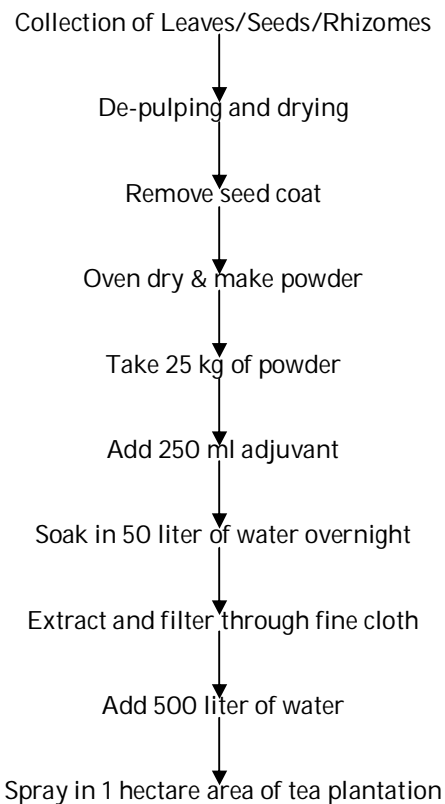 Collection of Leaves/Seeds/Rhizomes
De-pulping and drying
Remove seed coat
Oven dry & make powder
Take 25 kg of powder
Add 250 ml adjuvant
Soak in 50 liter of water overnight
Extract and filter through fine cloth
Add 500 liter of water
Spray in 1 hectare area of tea plantation